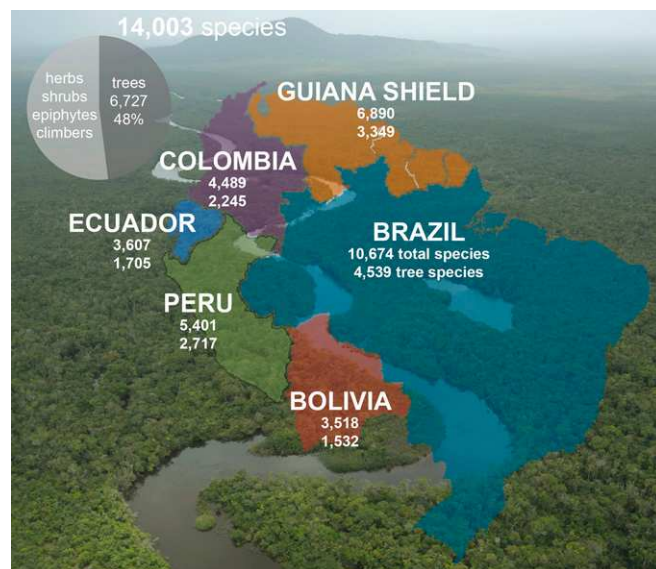 14,003 species
herbs
shrubs
epiphytes
climbers
trees
6,727
48%
GUIANA SHIELD
6,890
3,349
COLOMBIA
4,489
2,245
ECUADOR
3,607
1,705
BRAZIL
10,674 total species
4,539 tree species
PERU
5,401
2,717
BOLIVIA
3,518
1,532